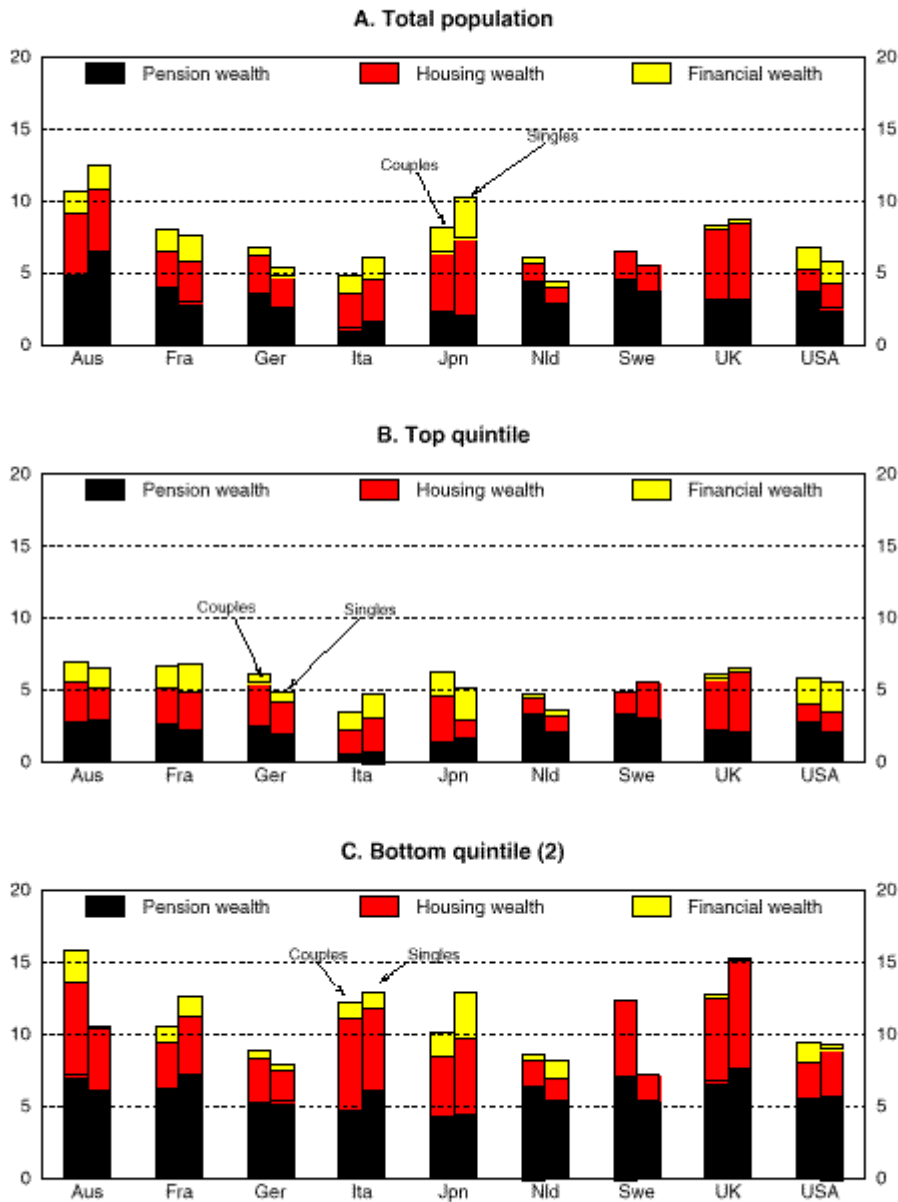 A. Total population
20 20
Pension wealth Housing wealth Financial wealth
15 15
Singles
Couples
10 10
5 5
0 0
Aus Fra Ger Ita Jpn Nld Swe UK USA
B. Top quintile
20 20
Pension wealth Housing wealth Financial wealth
15 15
Couples Singles
10 10
5 5
0 0
Aus Fra Ger Ita Jpn Nld Swe UK USA
C. Bottom quintile (2)
20 20
Pension wealth Housing wealth Financial wealth
Couples Singles
15 15
10 10
5 5
0 0
Aus Fra Ger Ita Jpn Nld Swe UK USA